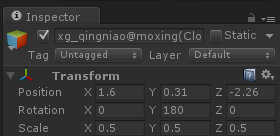 Inspector
xg_qingniao@moxing(Clo Static
Tag Untagged Layer Default
Transform
Position X 1.6 Y 0.31 Z -2.26
Rotation X 0 Y 180 Z 0
Scale X 0.5 Y 0.5 Z 0.5